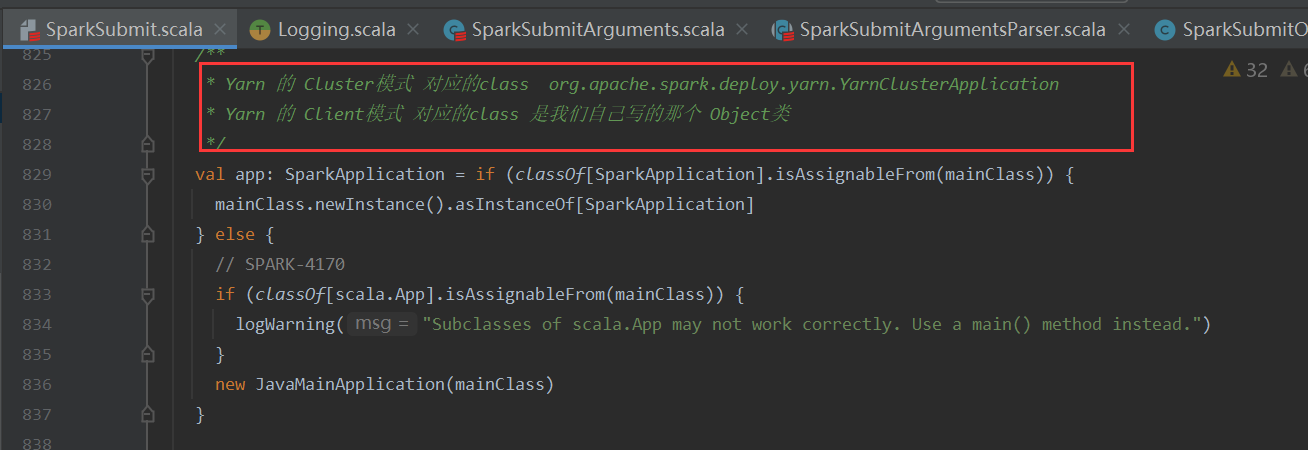 SparkSubmit.scala Logging.scala SparkSubmitArguments.scala SparkSubmitArgumentsParser.scala SparkSubmitO
825 /**
826 * Yarn 的 Cluster模式 对应的class org.apache.spark.deploy.yarn.YarnClusterApplication
827 * Yarn 的 Client模式 对应的class 是我们自己写的那个 Object类
828 */
829 val app: SparkApplication = if (classOf[SparkApplication].isAssignableFrom(mainClass)) {
830 mainClass.newInstance().asInstanceOf[SparkApplication]
831 } else {
832 // SPARK-4170
833 if (classOf[scala.App].isAssignableFrom(mainClass)) {
834 logWarning( msg = "Subclasses of scala.App may not work correctly. Use a main() method instead.")
835 }
836 new JavaMainApplication(mainClass)
837 }
838
32